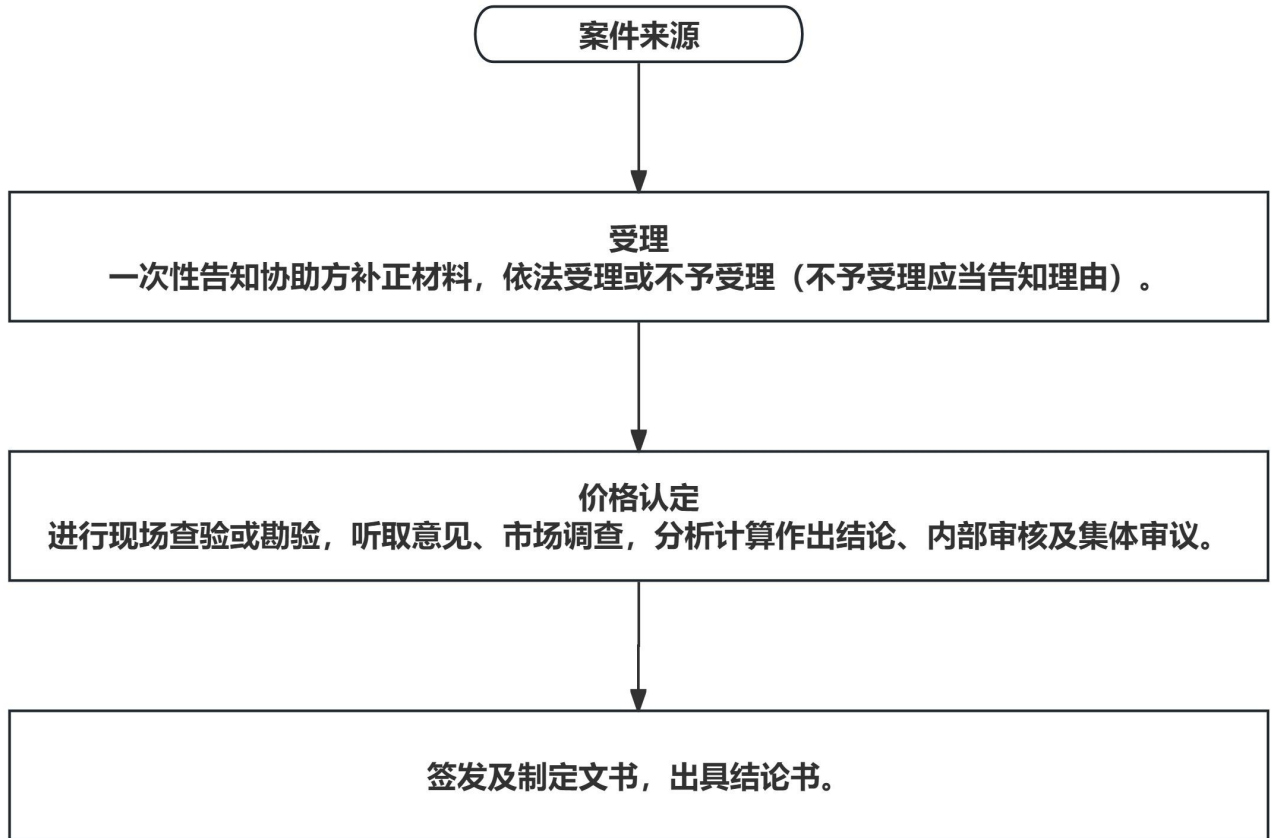 案件来源
受理
一次性告知协助方补正材料，依法受理或不予受理（不予受理应当告知理由）。
价格认定
进行现场查验或勘验，听取意见、市场调查，分析计算作出结论、内部审核及集体审议。
签发及制定文书，出具结论书。